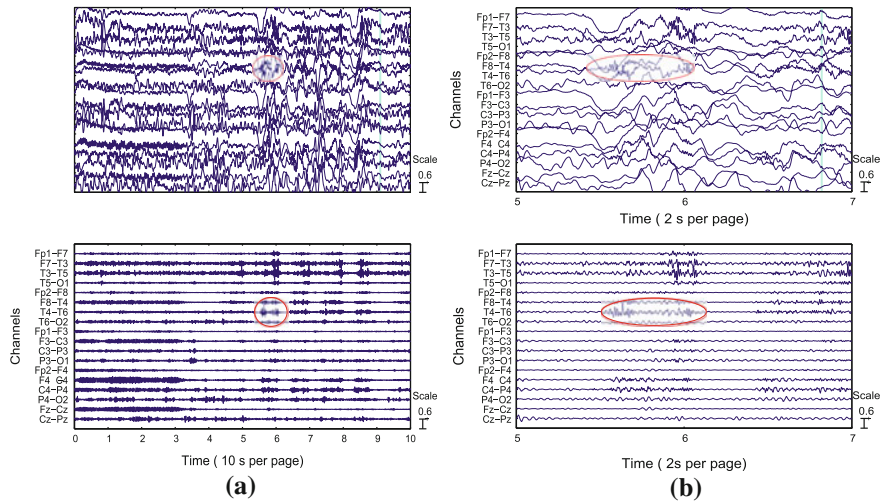 Channels
Scale
0.6
Fp1–F7
F7–T3
T3–T5
T5–O1
Fp2–F8
F8–T4
T4–T6
T6–O2
Fp1–F3
F3–C3
C3–P3
P3–O1
Fp2–F4
F4 C4
C4–P4
P4–O2
Fz–Cz
Cz–Pz
Channels
Scale
0.6
5 6 7
Time ( 2 s per page)
Fp1–F7
F7–T3
T3–T5
T5–O1
Fp2–F8
F8–T4
T4–T6
T6–O2
Fp1–F3
F3–C3
C3–P3
P3–O1
Fp2–F4
F4 C4
C4–P4
P4–O2
Fz–Cz
Cz–Pz
Channels
Scale
0.6
0 1 2 3 4 5 6 7 8 9 10
Time ( 10 s per page)
(a)
Fp1–F7
F7–T3
T3–T5
T5–O1
Fp2–F8
F8–T4
T4–T6
T6–O2
Fp1–F3
F3–C3
C3–P3
P3–O1
Fp2–F4
F4 C4
C4–P4
P4–O2
Fz–Cz
Cz–Pz
Channels
Scale
0.6
5 6 7
Time ( 2s per page)
(b)